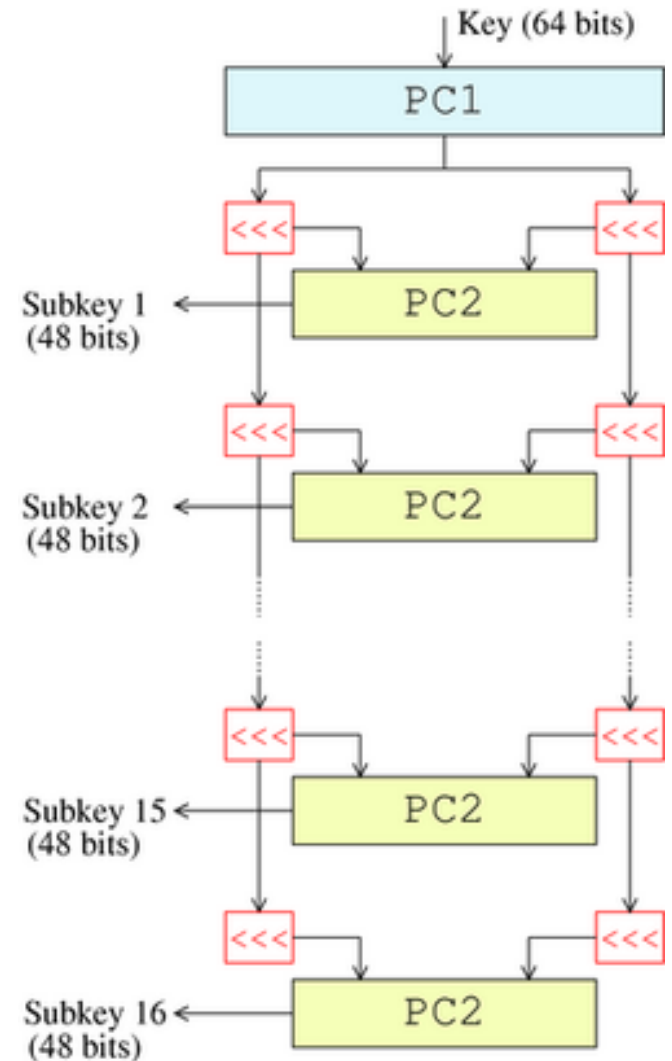 Key (64 bits)
PC1
<<< <<<
Subkey 1
(48 bits)
PC2
<<< <<<
Subkey 2
(48 bits)
PC2
<<< <<<
Subkey 15
(48 bits)
PC2
<<< <<<
Subkey 16
(48 bits)
PC2